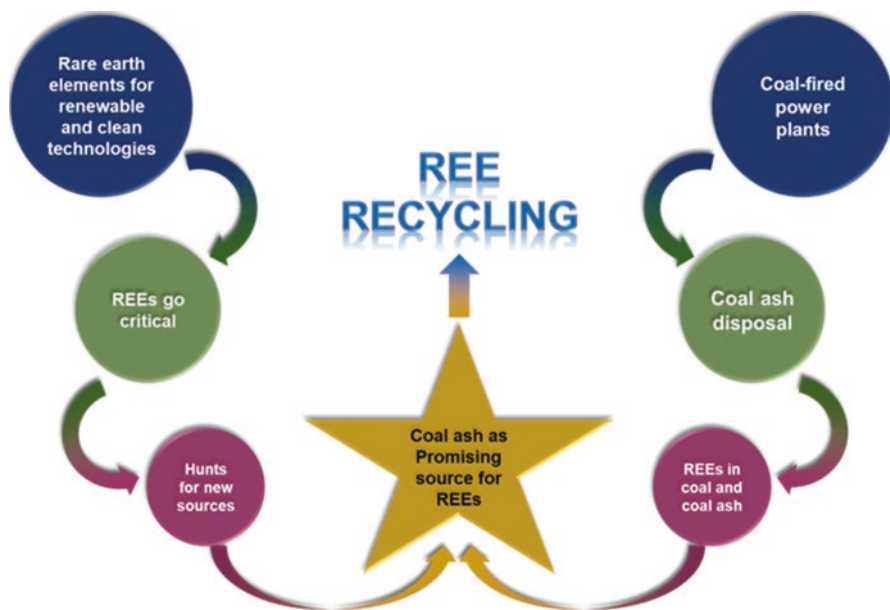 Rare earth
elements for
renewable
and clean
technologies
REEs go
critical
Hunts
for new
sources
REE
RECYCLING
Coal ash as
Promising
source for
REEs
Coal-fired
power
plants
Coal ash
disposal
REEs in
coal and
coal ash